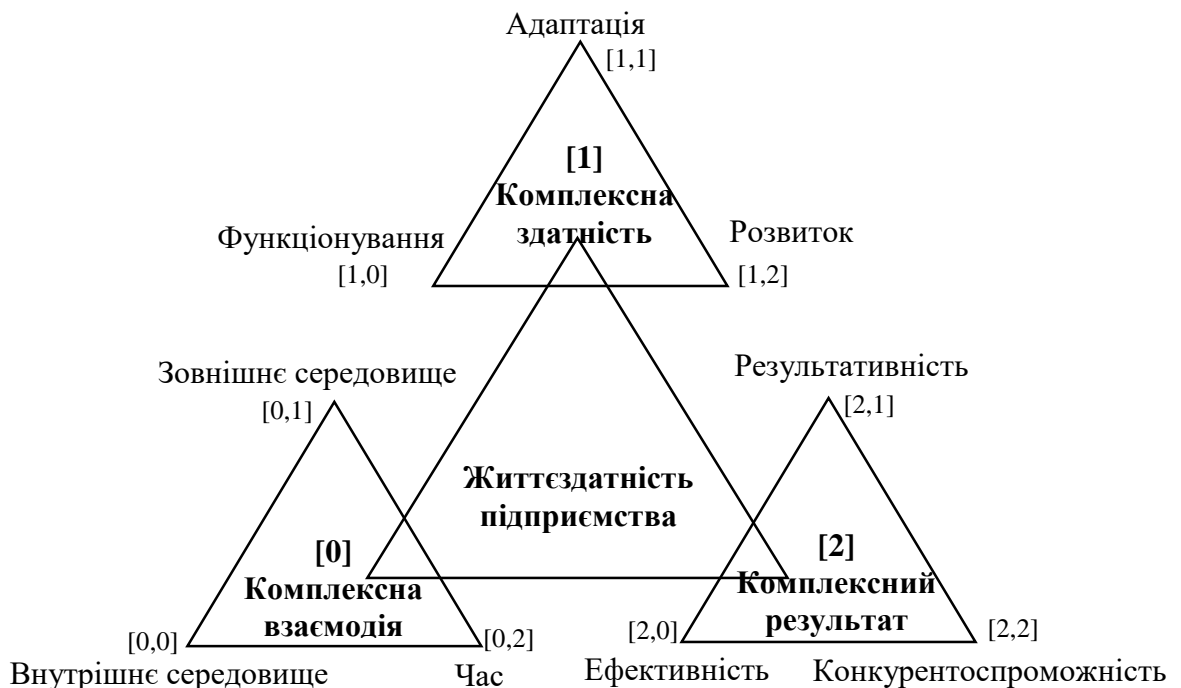 Адаптація
[1,1]
[1]
Комплексна
здатність
Функціонування
[1,0]
Розвиток
[1,2]
Зовнішнє середовище
[0,1]
Результативність
[2,1]
Життєздатність
підприємства
[0]
Комплексна
взаємодія
[2]
Комплексний
результат
[0,0]
Внутрішнє середовище
[0,2]
Час
[2,0]
Ефективність
[2,2]
Конкурентоспроможність